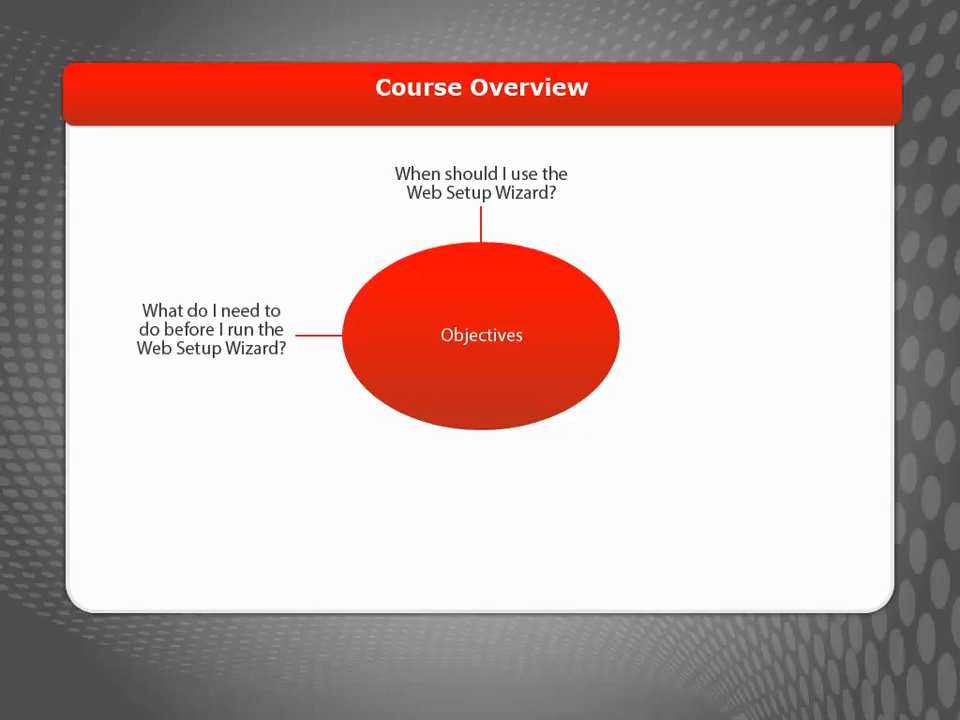 Course Overview
When should I use the
Web Setup Wizard?
What do I need to
do before I run the
Web Setup Wizard?
Objectives